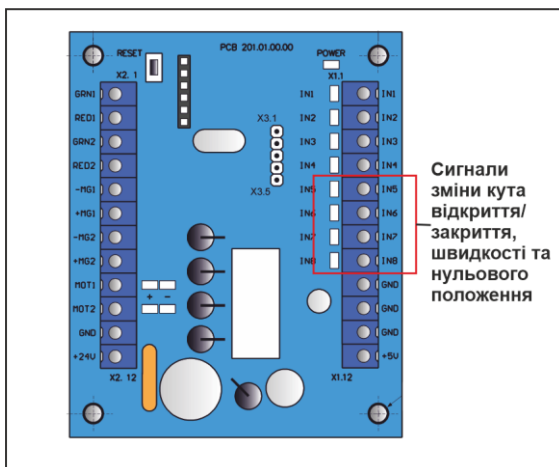 RESET
PCB 201.01.00.00
POWER
X2. 1
X1.1
GRN1
RED1
GRN2
RED2
-MG1
+MG1
-MG2
+MG2
MOT1
MOT2
GND
+24V
X2. 12
+ -
X3.1
X3.5
IN1
IN2
IN3
IN4
IN5
IN6
IN7
IN8
IN1
IN2
IN3
IN4
IN5
IN6
IN7
IN8
GND
GND
GND
+5V
X1.12
Сигнали
зміни кута
відкриття/
закриття,
швидкості та
нульового
положення